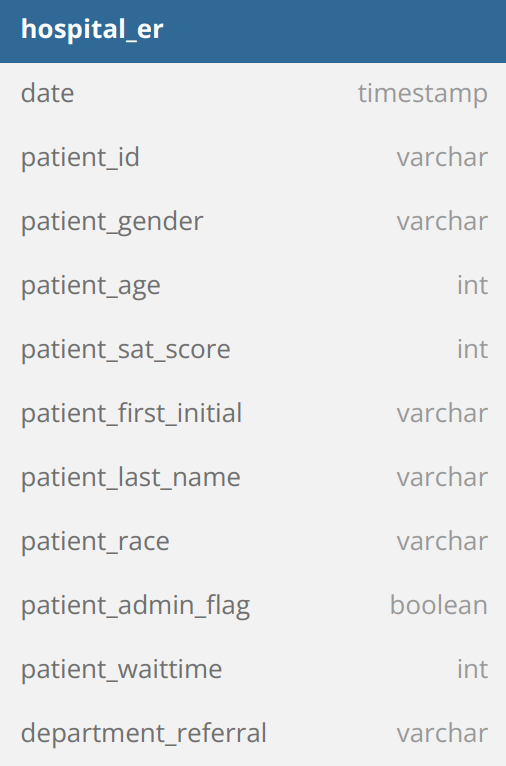 hospital_er
date timestamp
patient_id varchar
patient_gender varchar
patient_age int
patient_sat_score int
patient_first_initial varchar
patient_last_name varchar
patient_race varchar
patient_admin_flag boolean
patient_waittime int
department_referral varchar